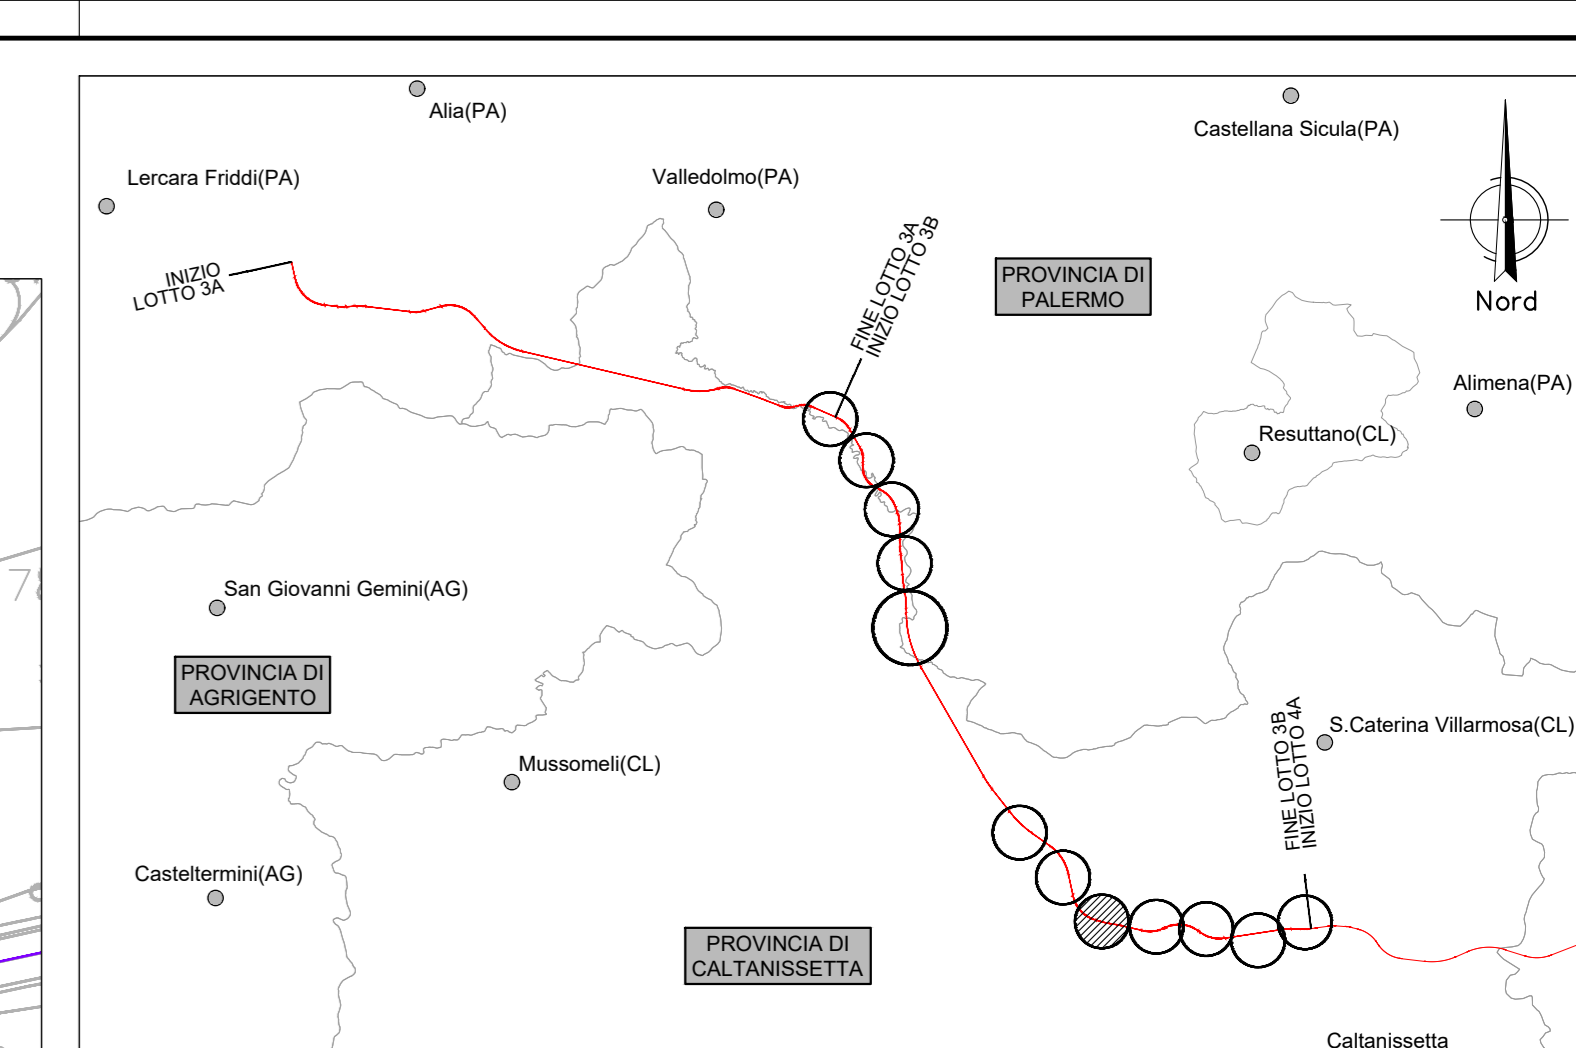 Alia(PA)
Castellana Sicula(PA)
Lercara Friddi(PA)
Valledolmo(PA)
INIZIO
LOTTO 3A
FINE LOTTO 3A
INIZIO LOTTO 3B
PROVINCIA DI
PALERMO
Nord
Alimena(PA)
Resuttano(CL)
San Giovanni Gemini(AG)
PROVINCIA DI
AGRIGENTO
FINE LOTTO 3B
INIZIO LOTTO 4A
S.Caterina Villarmosa(CL)
Mussomeli(CL)
Casteltermini(AG)
PROVINCIA DI
CALTANISSETTA
Caltanissetta